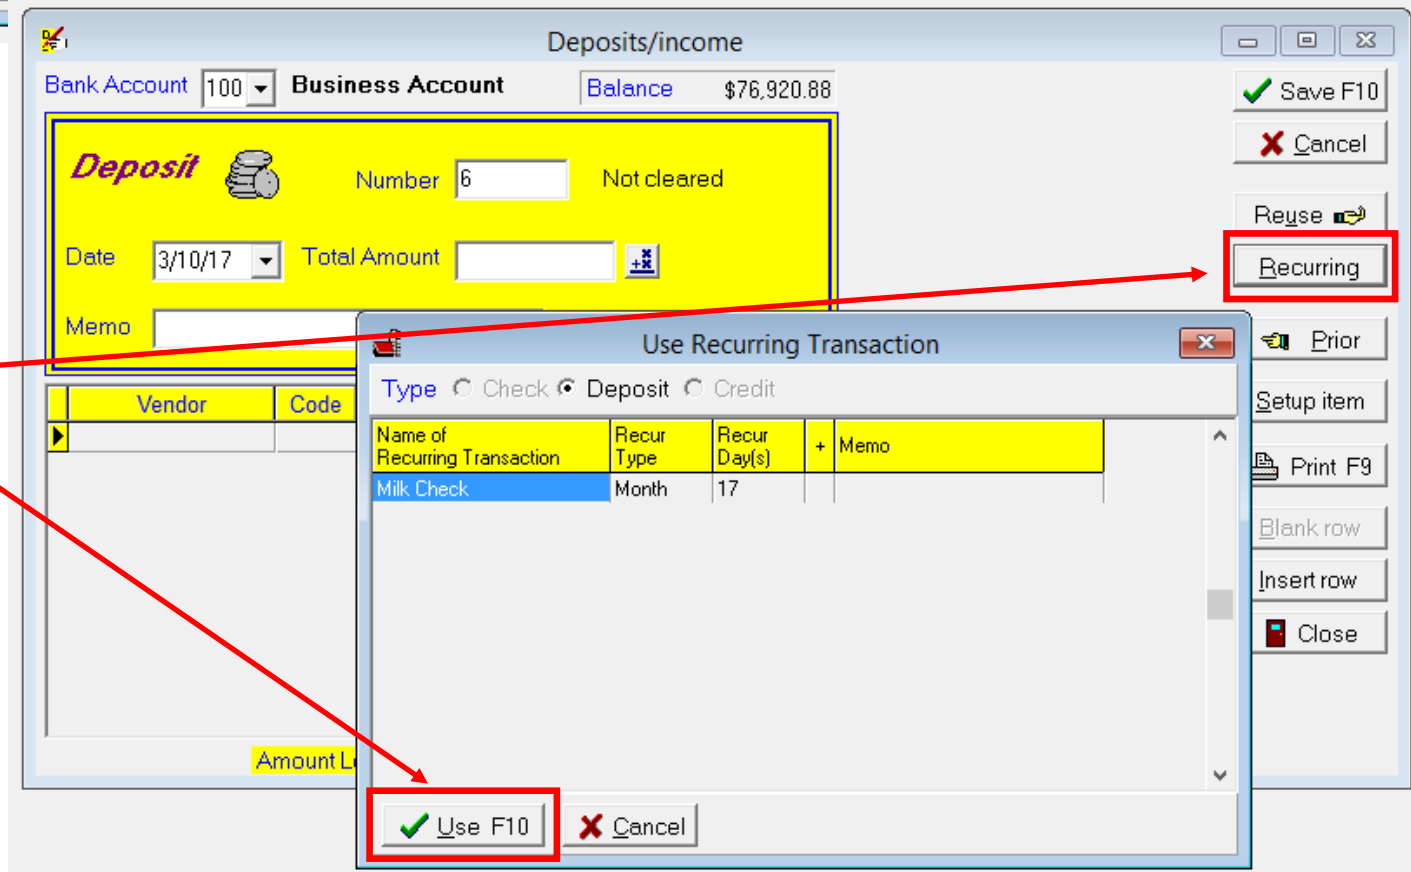 Deposits/income
Bank Account 100 Business Account Balance $76,920.88
Save F10
Cancel
Deposit Number 6 Not cleared
Reuse
Date 3/10/17 Total Amount
Recurring
Memo
Use Recurring Transaction
Prior
Type Check Deposit Credit
Vendor Code
Setup item
Name of Recurring Transaction Recur Type Recur Day(s) + Memo
Print F9
Milk Check Month 17
Blank row
Insert row
Close
Amount L
Use F10 Cancel